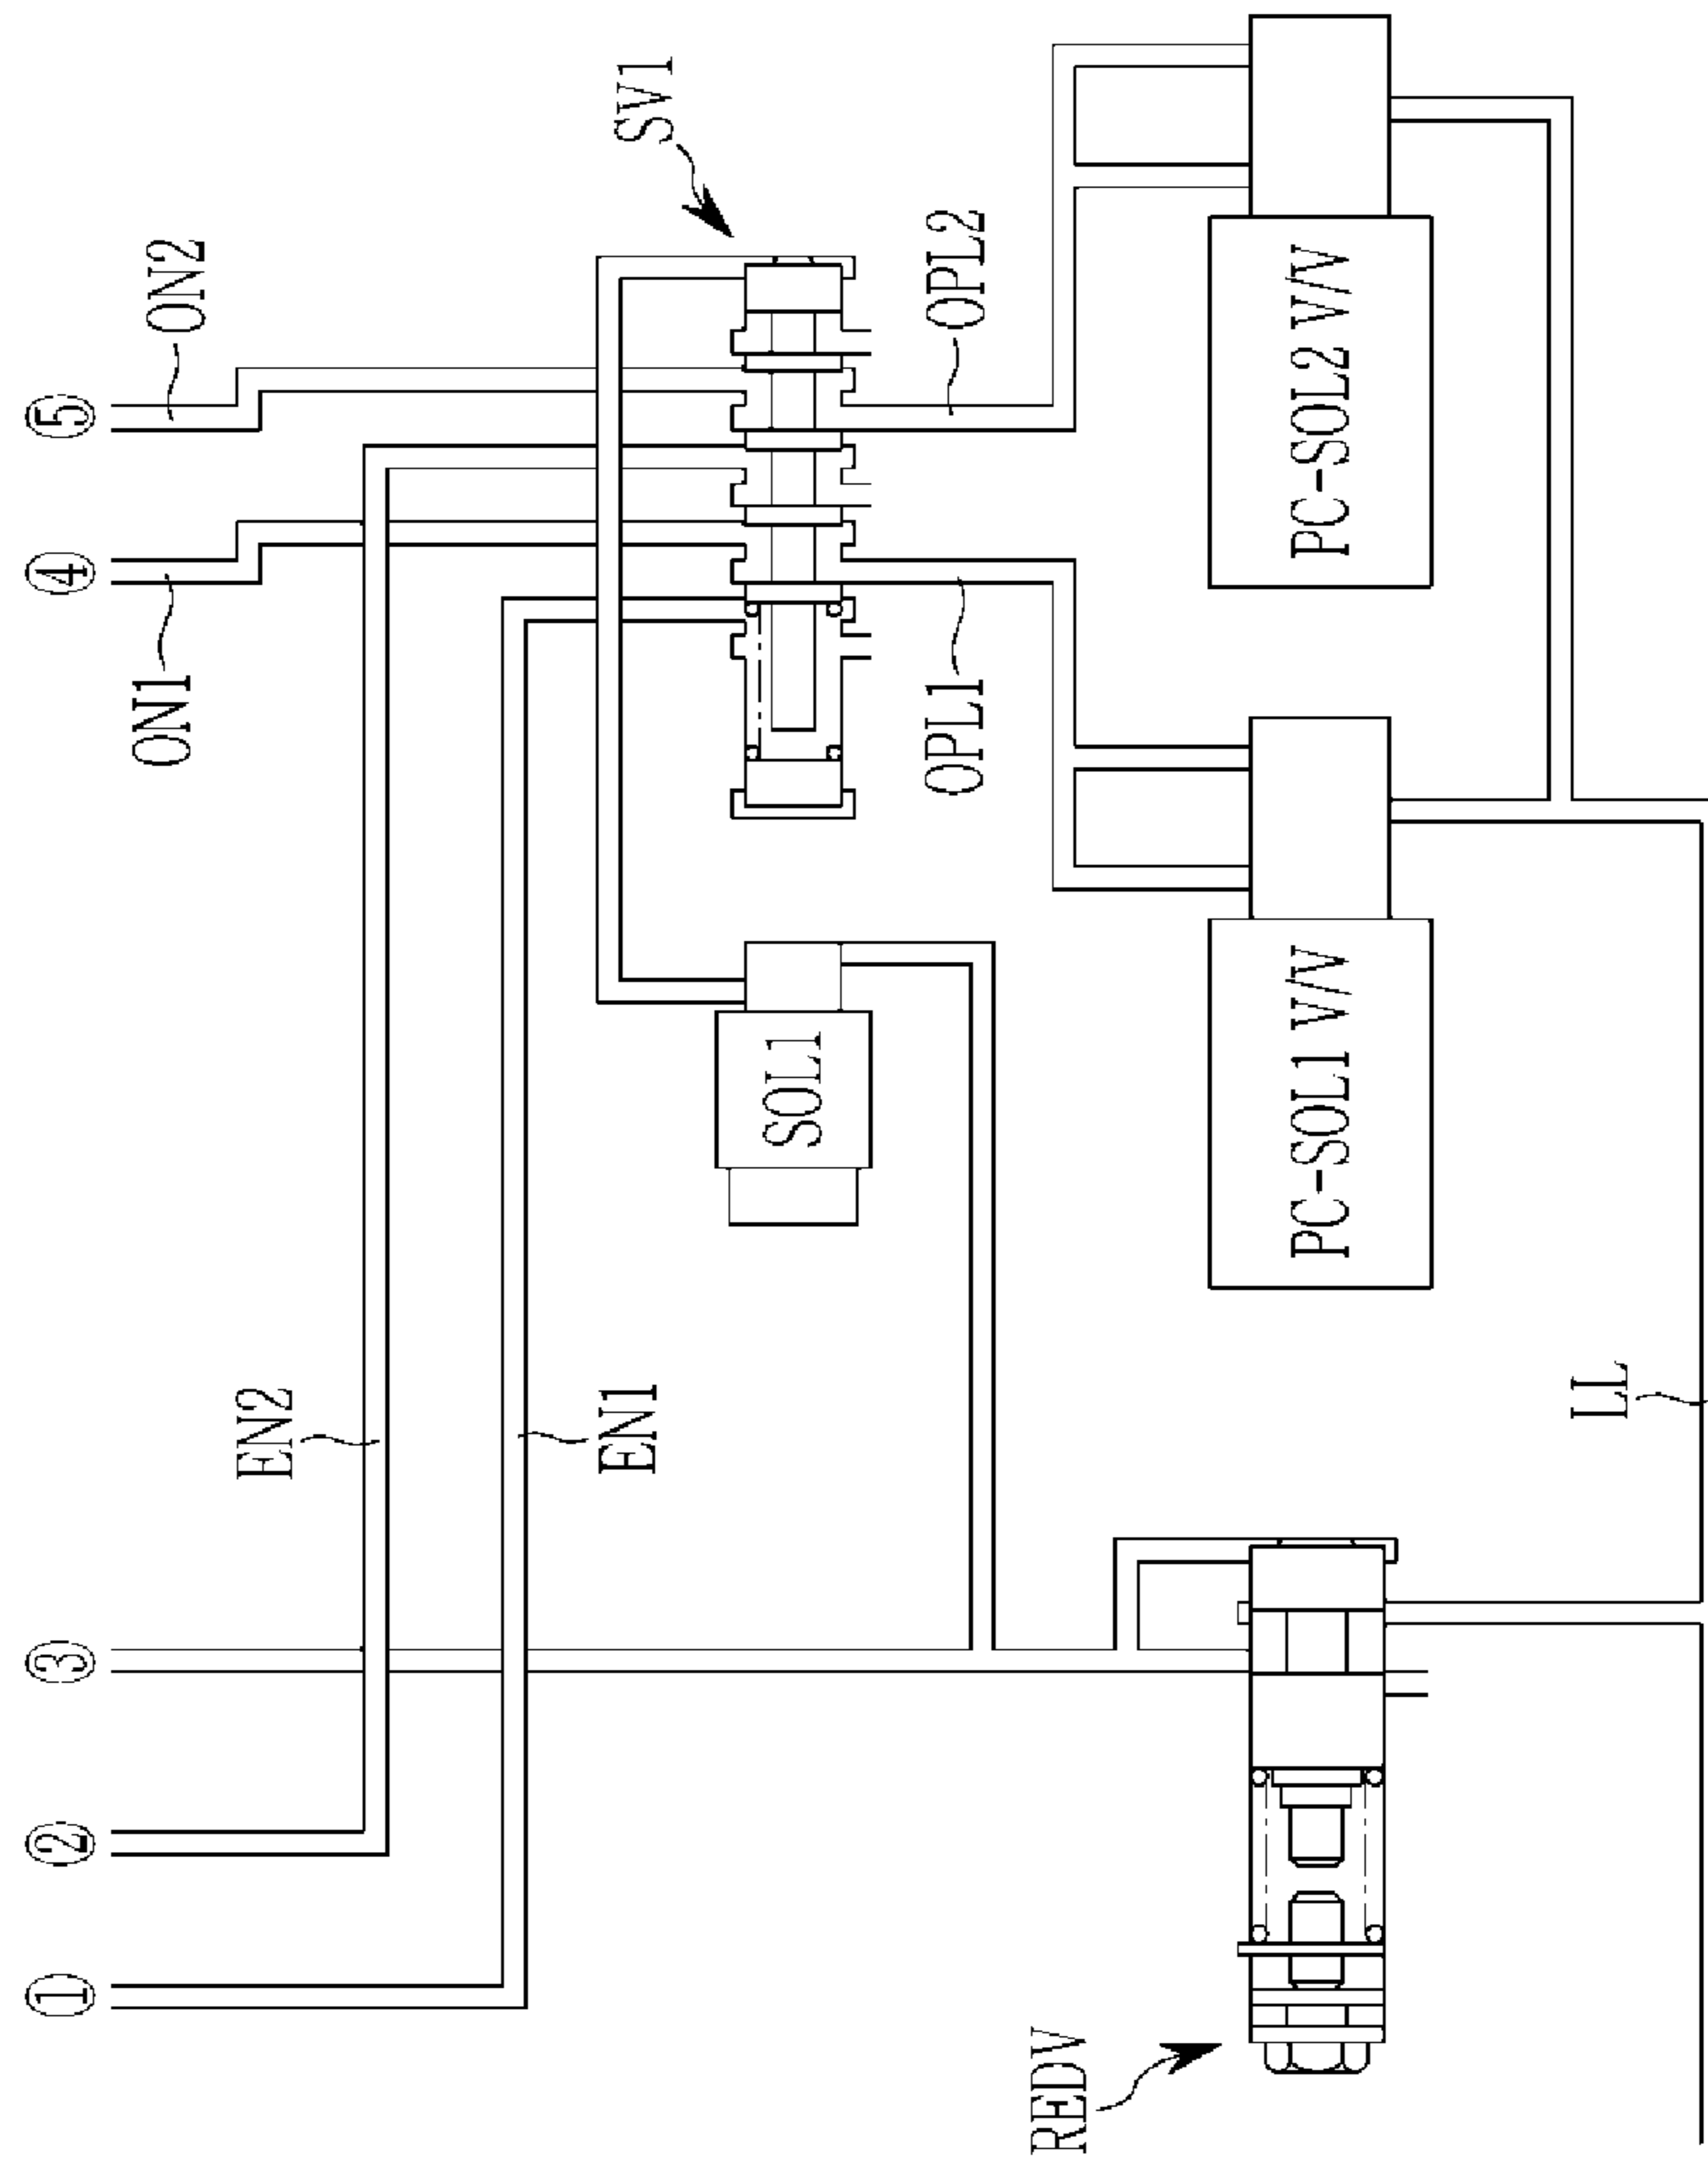 ①
②
③
④
⑤
ON1
ON2
EN2
EN1
SV1
SOL1
OPL1
OPL2
REDV
PC-SOL1 V/V
PC-SOL2 V/V
LL